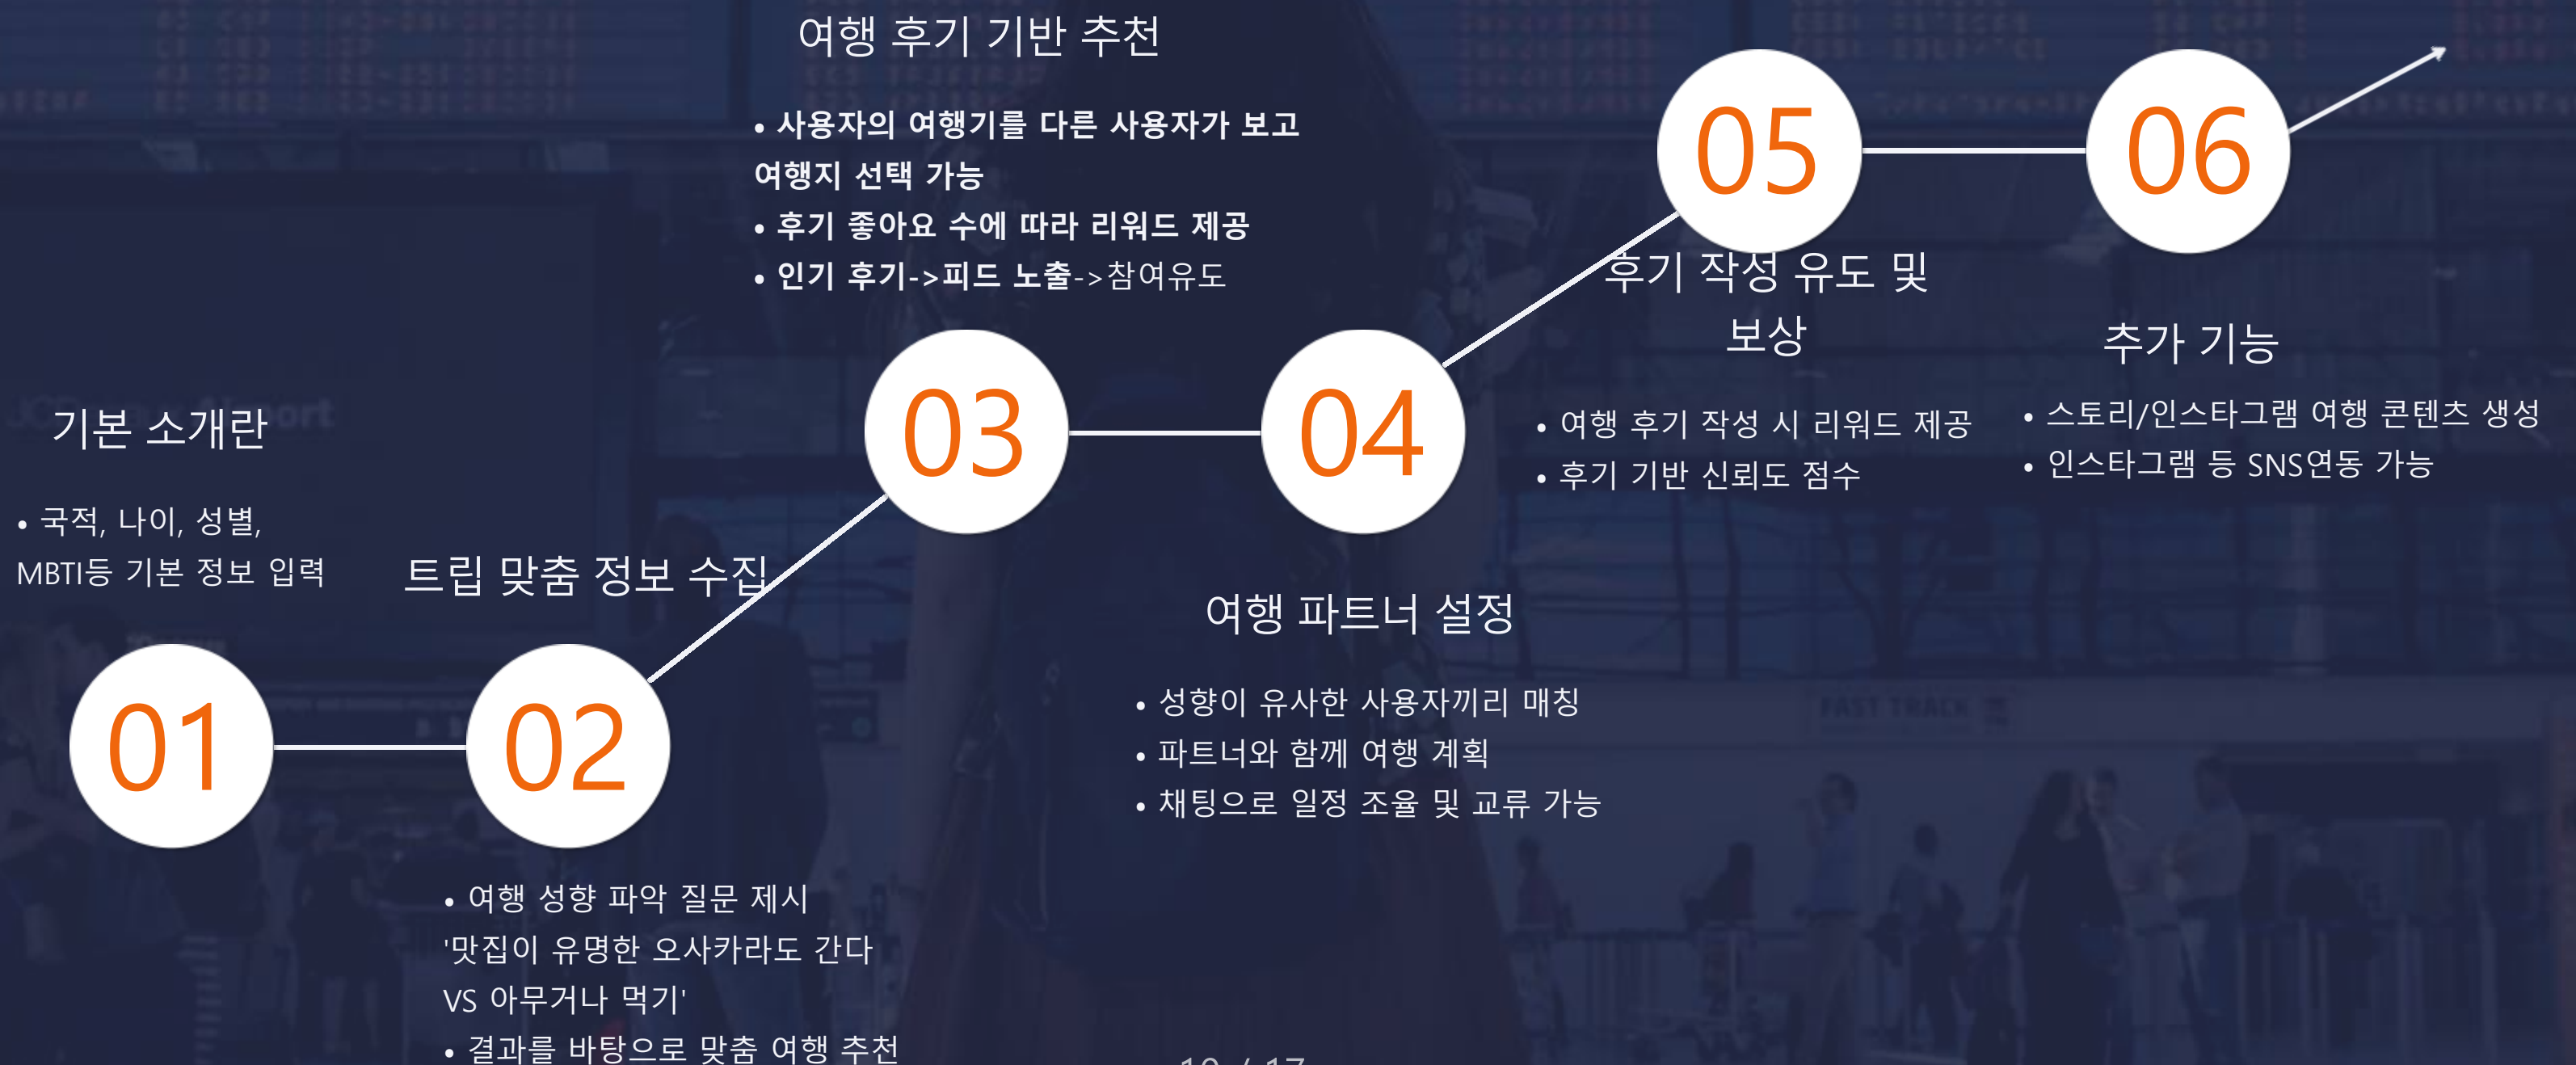 기본 소개란
• 국적, 나이, 성별,
MBTI등 기본 정보 입력
01
트립 맞춤 정보 수집
02
• 여행 성향 파악 질문 제시
'맛집이 유명한 오사카라도 간다
VS 아무거나 먹기'
• 결과를 바탕으로 맞춤 여행 추천
여행 후기 기반 추천
• 사용자의 여행기를 다른 사용자가 보고
여행지 선택 가능
• 후기 좋아요 수에 따라 리워드 제공
• 인기 후기->피드 노출->참여유도
03
04
여행 파트너 설정
• 성향이 유사한 사용자끼리 매칭
• 파트너와 함께 여행 계획
• 채팅으로 일정 조율 및 교류 가능
05
후기 작성 유도 및
보상
• 여행 후기 작성 시 리워드 제공
• 후기 기반 신뢰도 점수
06
추가 기능
• 스토리/인스타그램 여행 콘텐츠 생성
• 인스타그램 등 SNS연동 가능
FAST TRACK